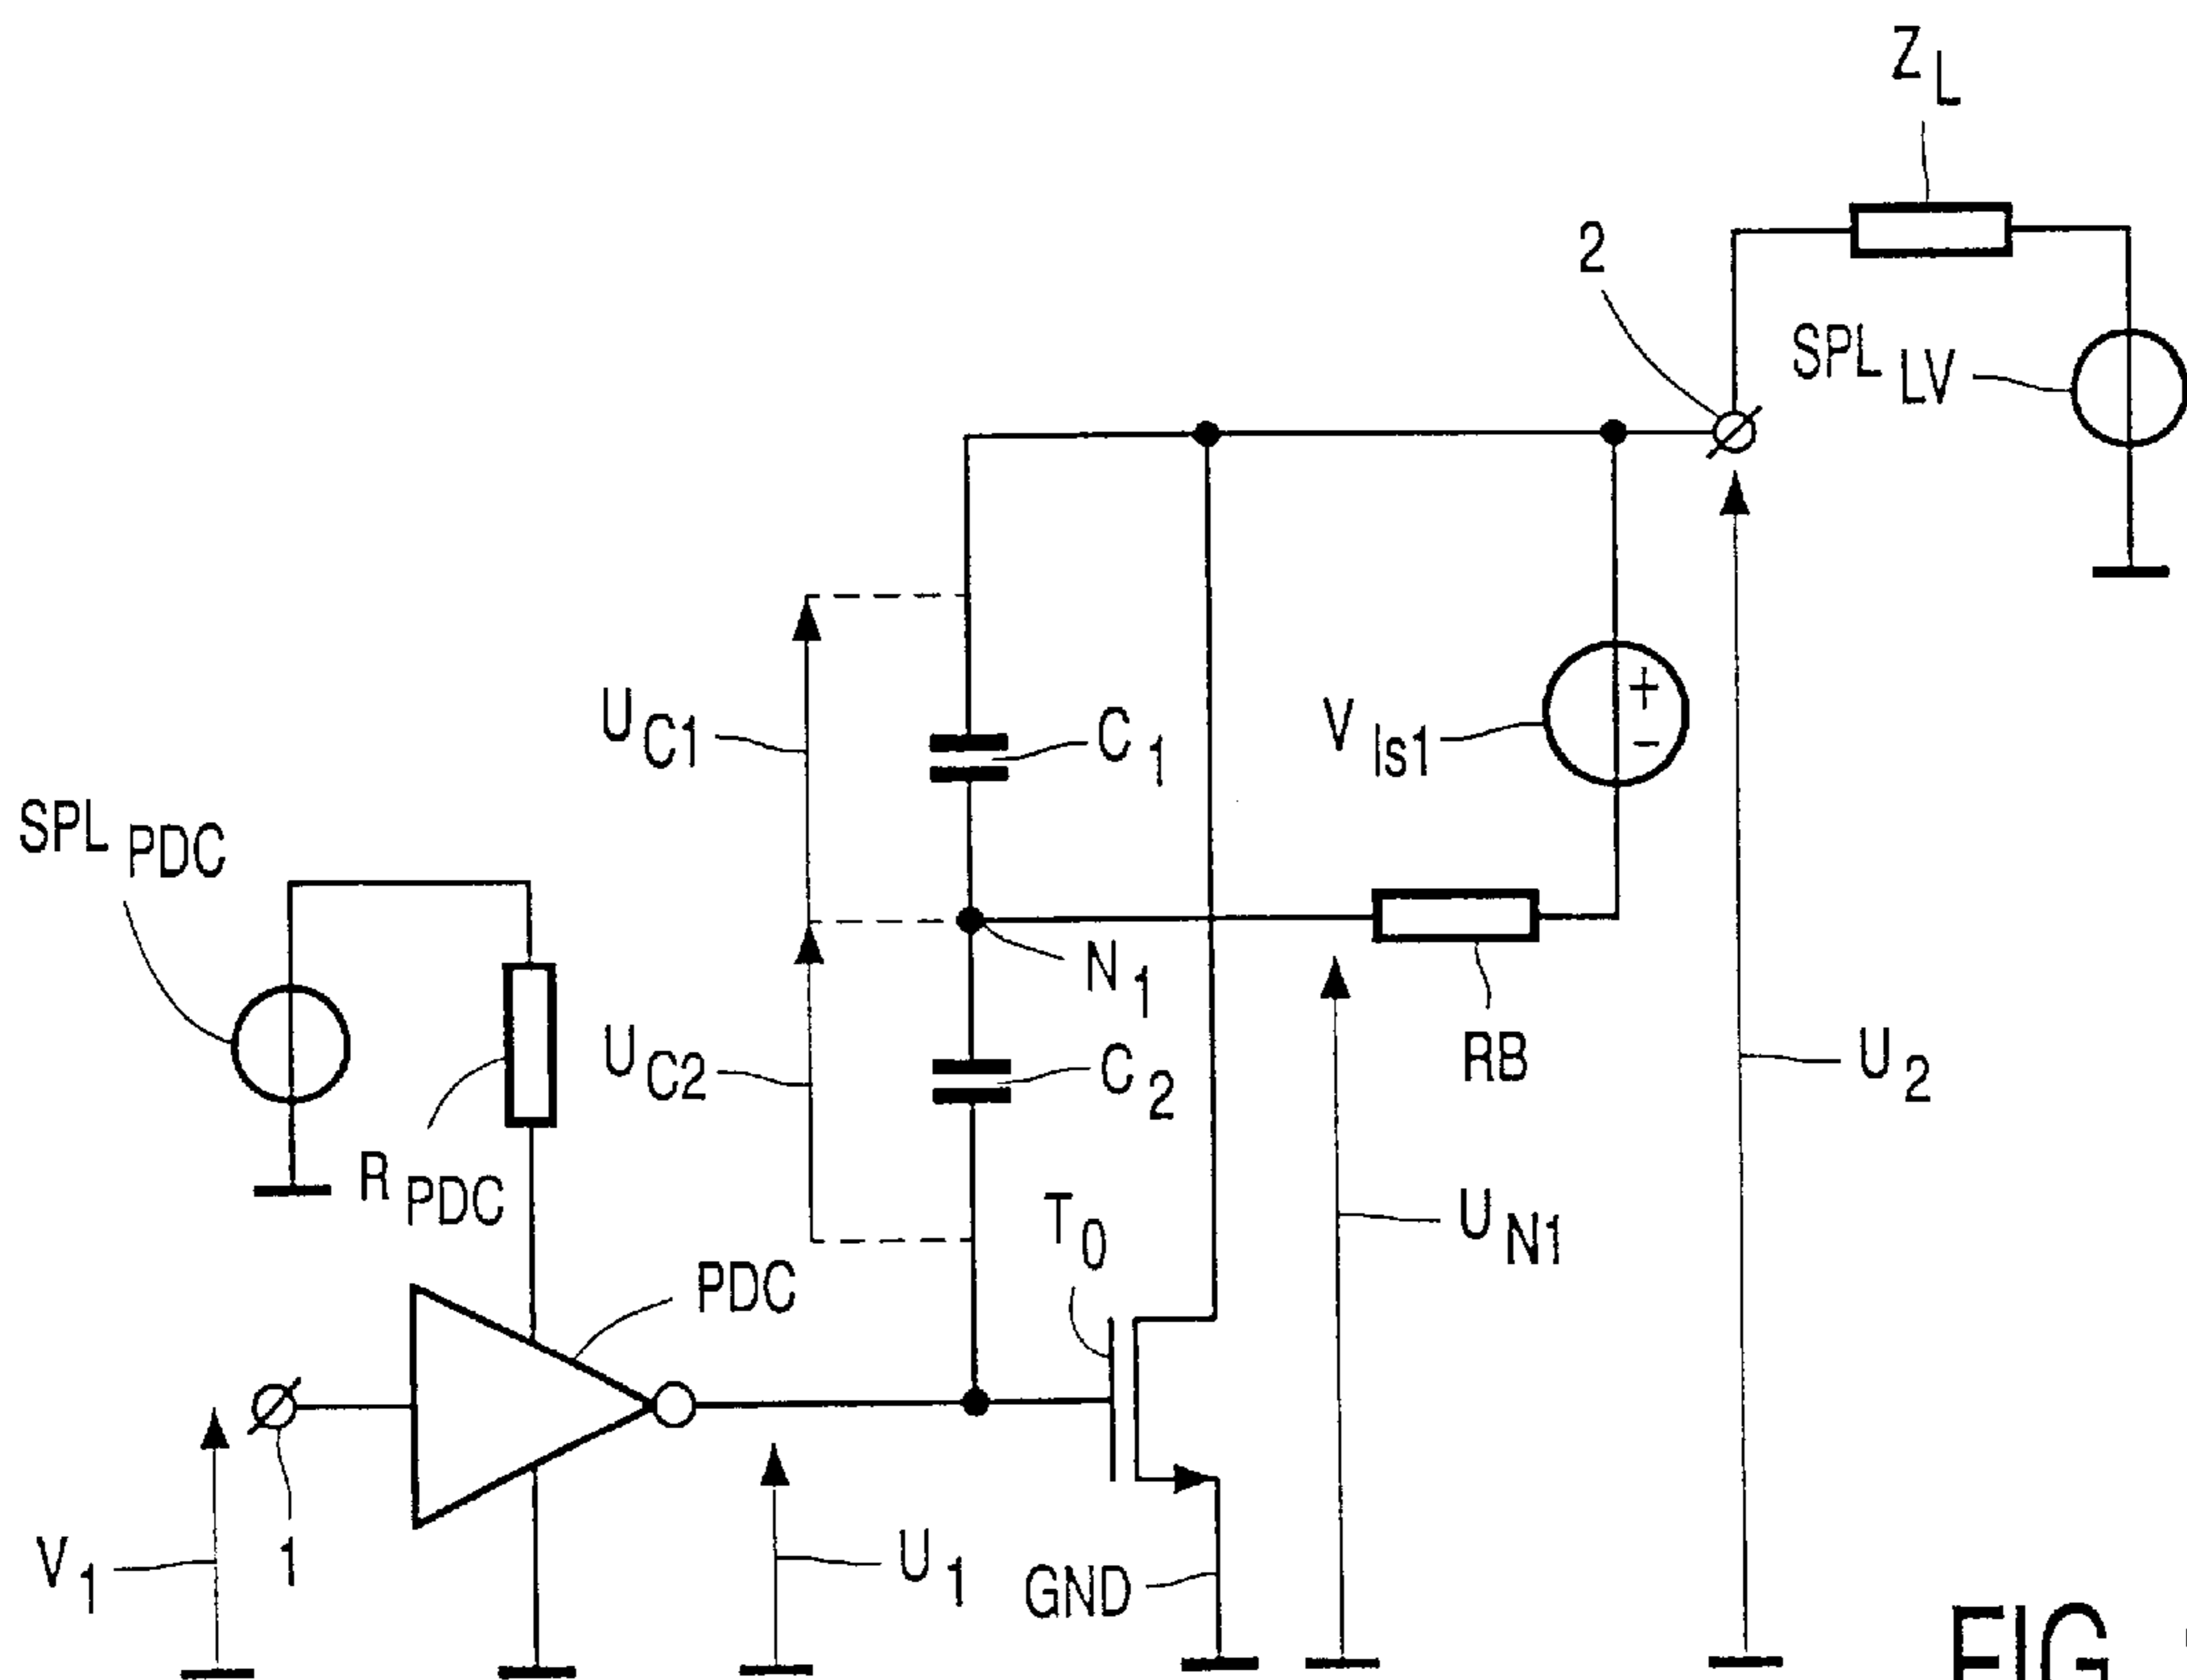 Z L
2
SPL LV
U C1
C 1
V ls1
SPL PDC
N 1
U C2
C 2
RB
U 2
R PDC
T 0
U N1
PDC
V 1
1
U 1
GND
FIG